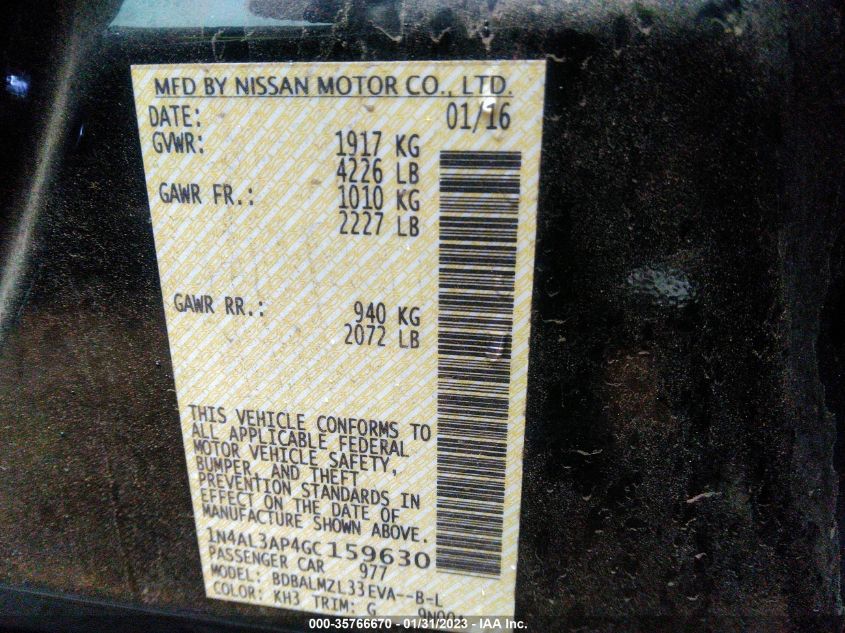 MFD BY NISSAN MOTOR CO., LTD.
DATE: 01/16
GVWR: 1917 KG
4226 LB
GAWR FR.: 1010 KG
2227 LB
GAWR RR.: 940 KG
2072 LB
THIS VEHICLE CONFORMS TO
ALL APPLICABLE FEDERAL
MOTOR VEHICLE SAFETY,
BUMPER, AND THEFT
PREVENTION STANDARDS IN
EFFECT ON THE DATE OF
MANUFACTURE SHOWN ABOVE.
1N4AL3AP4GC159630
PASSENGER CAR 977
MODEL: BDBALMZL33EVA--B-L
COLOR: KH3 TRIM: G
000-35766670 - 01/31/2023 - IAA Inc.